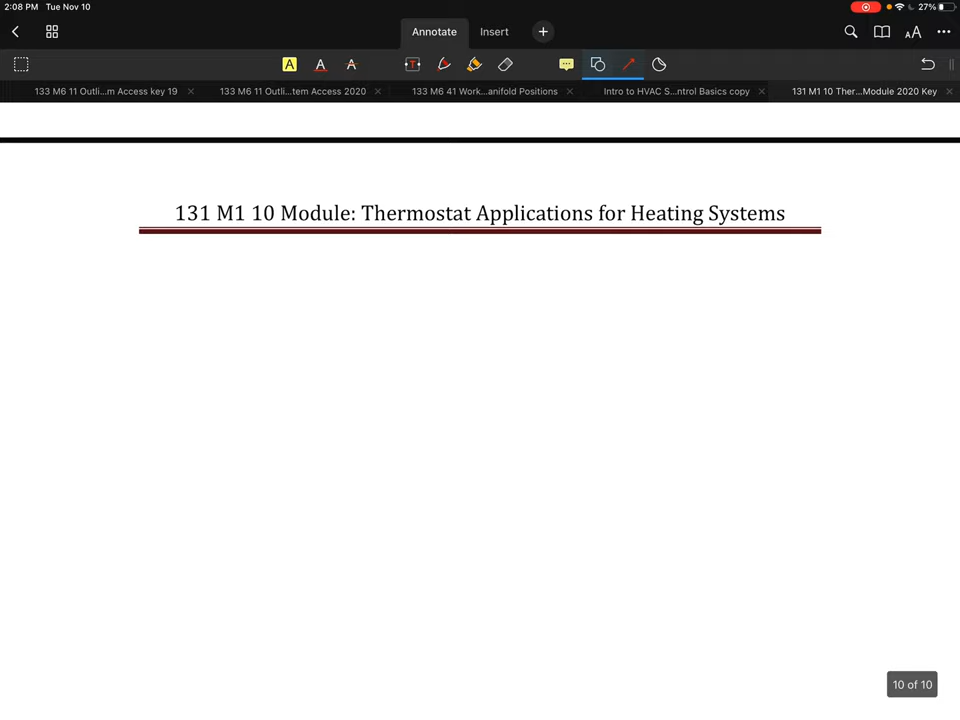 2:08 PM Tue Nov 10
27%
Annotate Insert
A A A T
AA
133 M6 11 Outli...m Access key 19
133 M6 11 Outli...tem Access 2020
133 M6 41 Work...anifold Positions
Intro to HVAC S...ntrol Basics copy
131 M1 10 Ther...Module 2020 Key
131 M1 10 Module: Thermostat Applications for Heating Systems
10 of 10